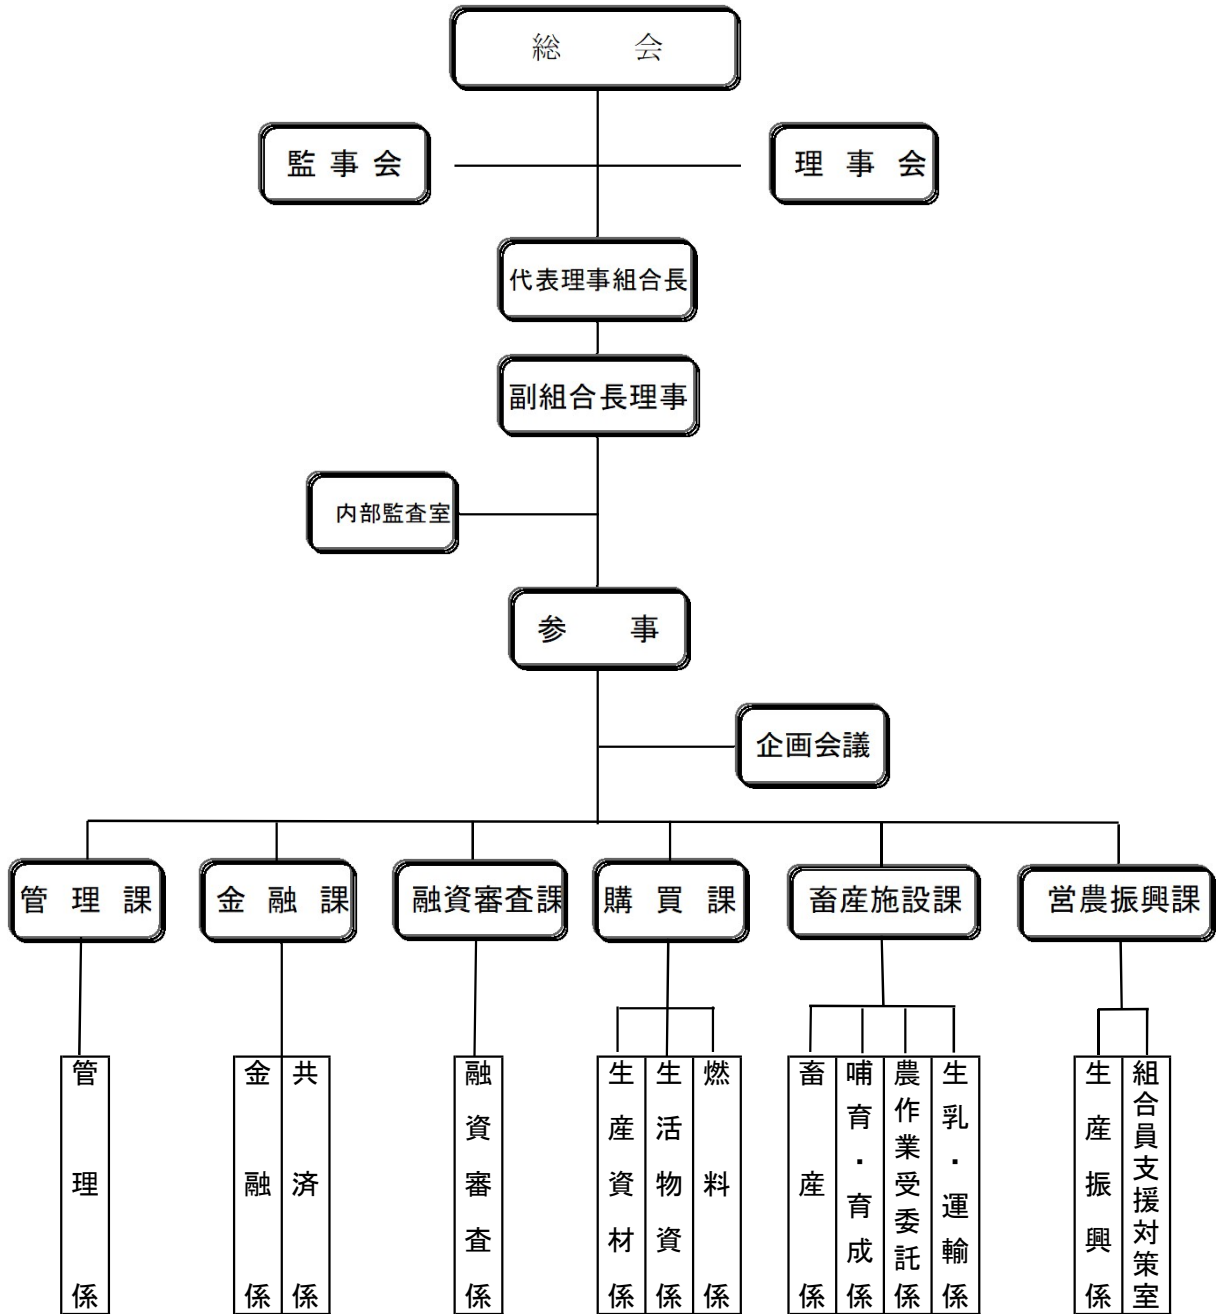 総　会
監事会
理事会
代表理事組合長
副組合長理事
内部監査室
参　事
企画会議
管理課
金融課
融資審査課
購買課
畜産施設課
営農振興課
管理係
金融係
共済係
融資審査係
生産資材係
生活物資係
燃料係
畜産係
哺育・育成係
農作業受委託係
生乳・運輸係
生産振興係
組合員支援対策室